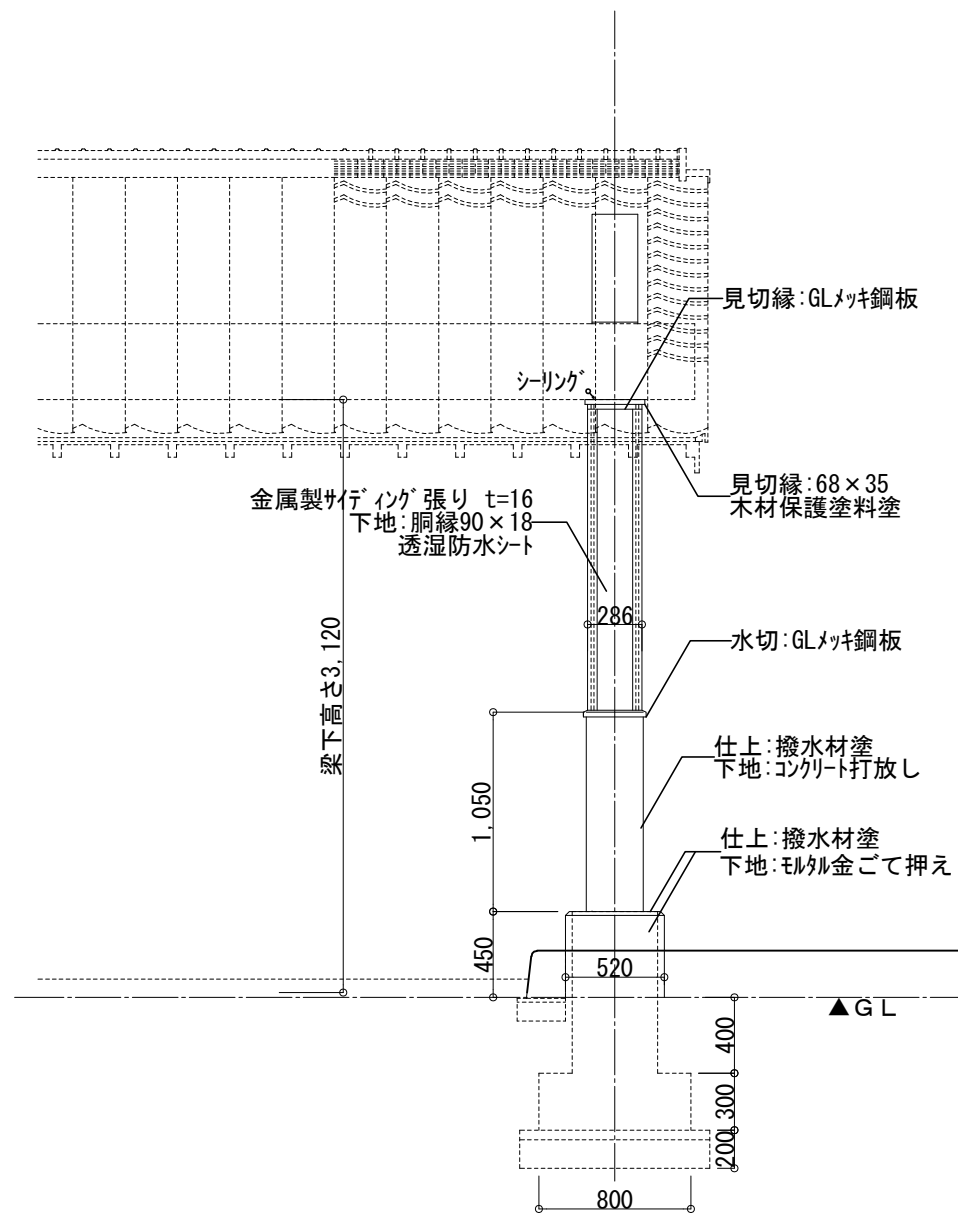 見切縁:GLメッキ鋼板
シーリング
見切縁:68×35
木材保護塗料塗
金属製サイディング張り t=16
下地:胴縁90×18
透湿防水シート
286
梁下高さ3,120
水切:GLメッキ鋼板
仕上:撥水材塗
下地:コンクリート打放し
1,050
仕上:撥水材塗
下地:モルタル金ごて押え
450
520
▲GL
400
300
200
800